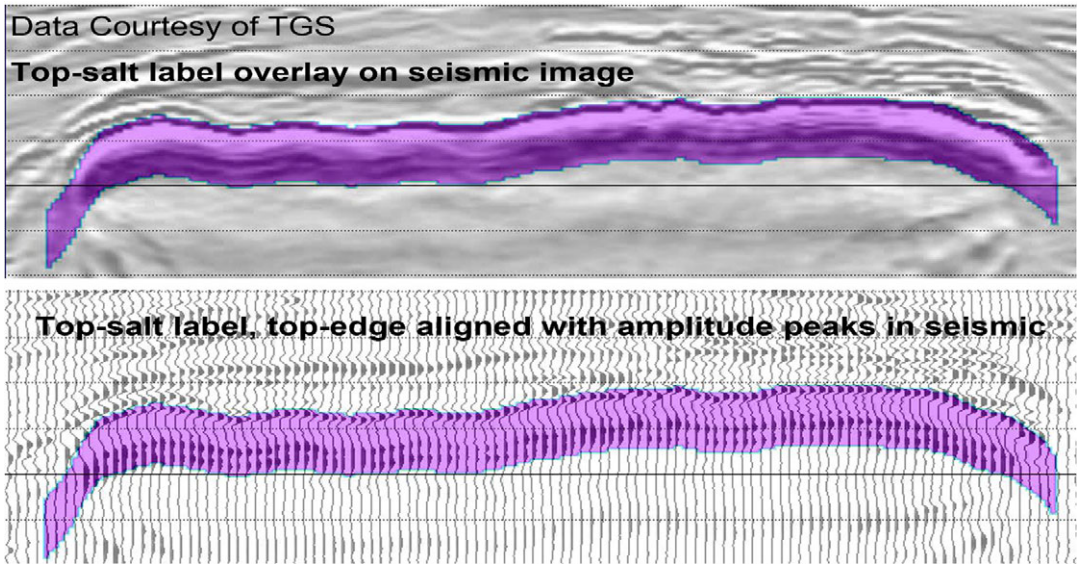 Data Courtesy of TGS
Top-salt label overlay on seismic image
Top-salt label, top-edge aligned with amplitude peaks in seismic